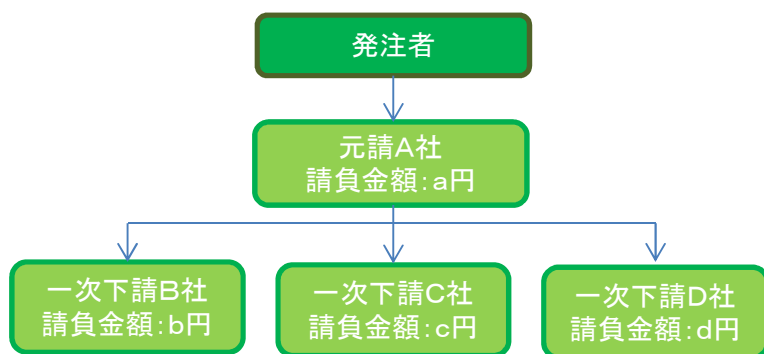 発注者
元請A社
請負金額:a円
一次下請B社
請負金額:b円
一次下請C社
請負金額:c円
一次下請D社
請負金額:d円